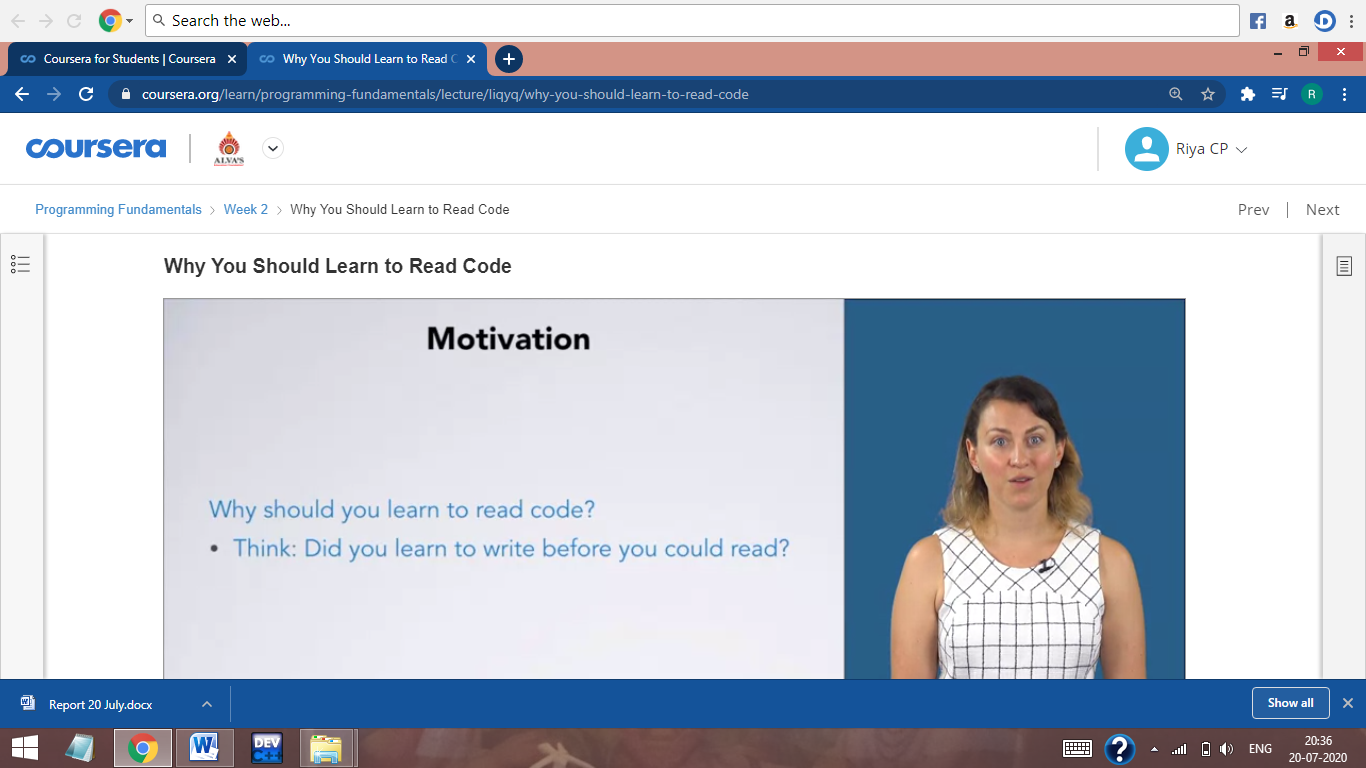 Search the web...
Coursera for Students | Coursera
Why You Should Learn to Read C
coursera.org/learn/programming-fundamentals/lecture/liqyq/why-you-should-learn-to-read-code
R
coursera
ALVA'S
Riya CP
Programming Fundamentals > Week 2 > Why You Should Learn to Read Code
Prev | Next
Why You Should Learn to Read Code
Motivation
Why should you learn to read code?
• Think: Did you learn to write before you could read?
Report 20 July.docx
Show all
DEV
C++
ENG
20:36
20-07-2020